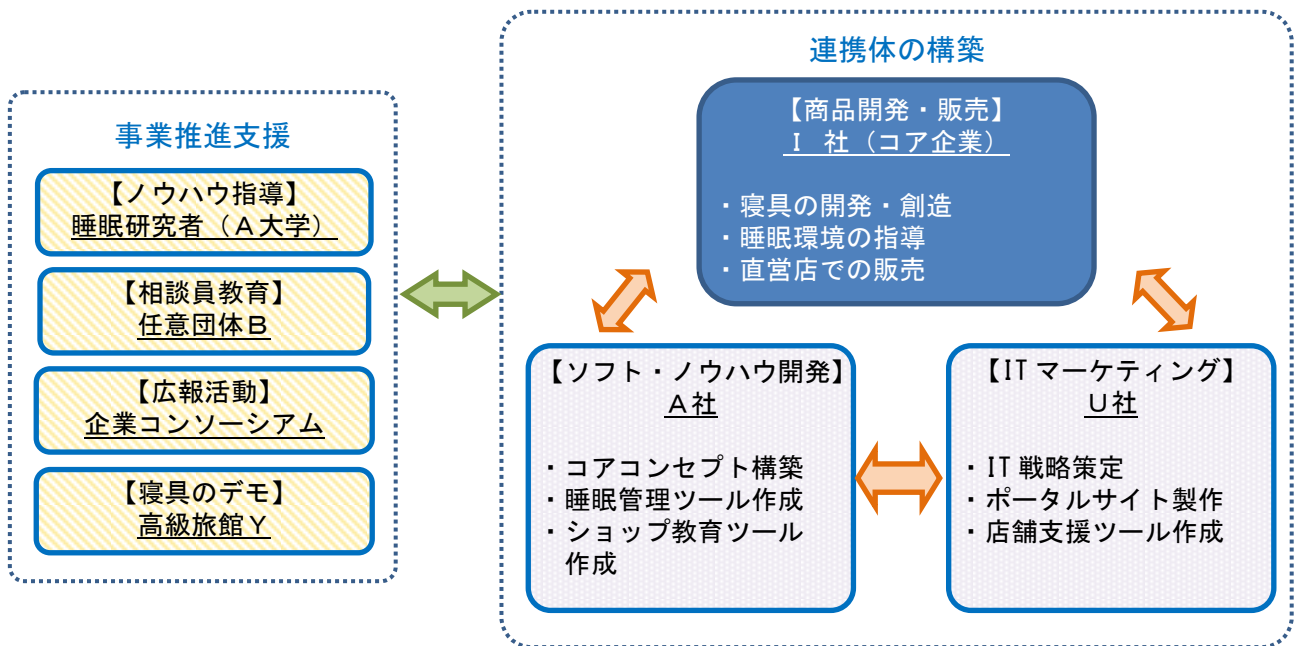 事業推進支援
【ノウハウ指導】
睡眠研究者（A大学）
【相談員教育】
任意団体B
【広報活動】
企業コンソーシアム
【寝具のデモ】
高級旅館Y
連携体の構築
【商品開発・販売】
I 社（コア企業）
・寝具の開発・創造
・睡眠環境の指導
・直営店での販売
【ソフト・ノウハウ開発】
A社
・コアコンセプト構築
・睡眠管理ツール作成
・ショップ教育ツール
作成
【ITマーケティング】
U社
・IT戦略策定
・ポータルサイト製作
・店舗支援ツール作成